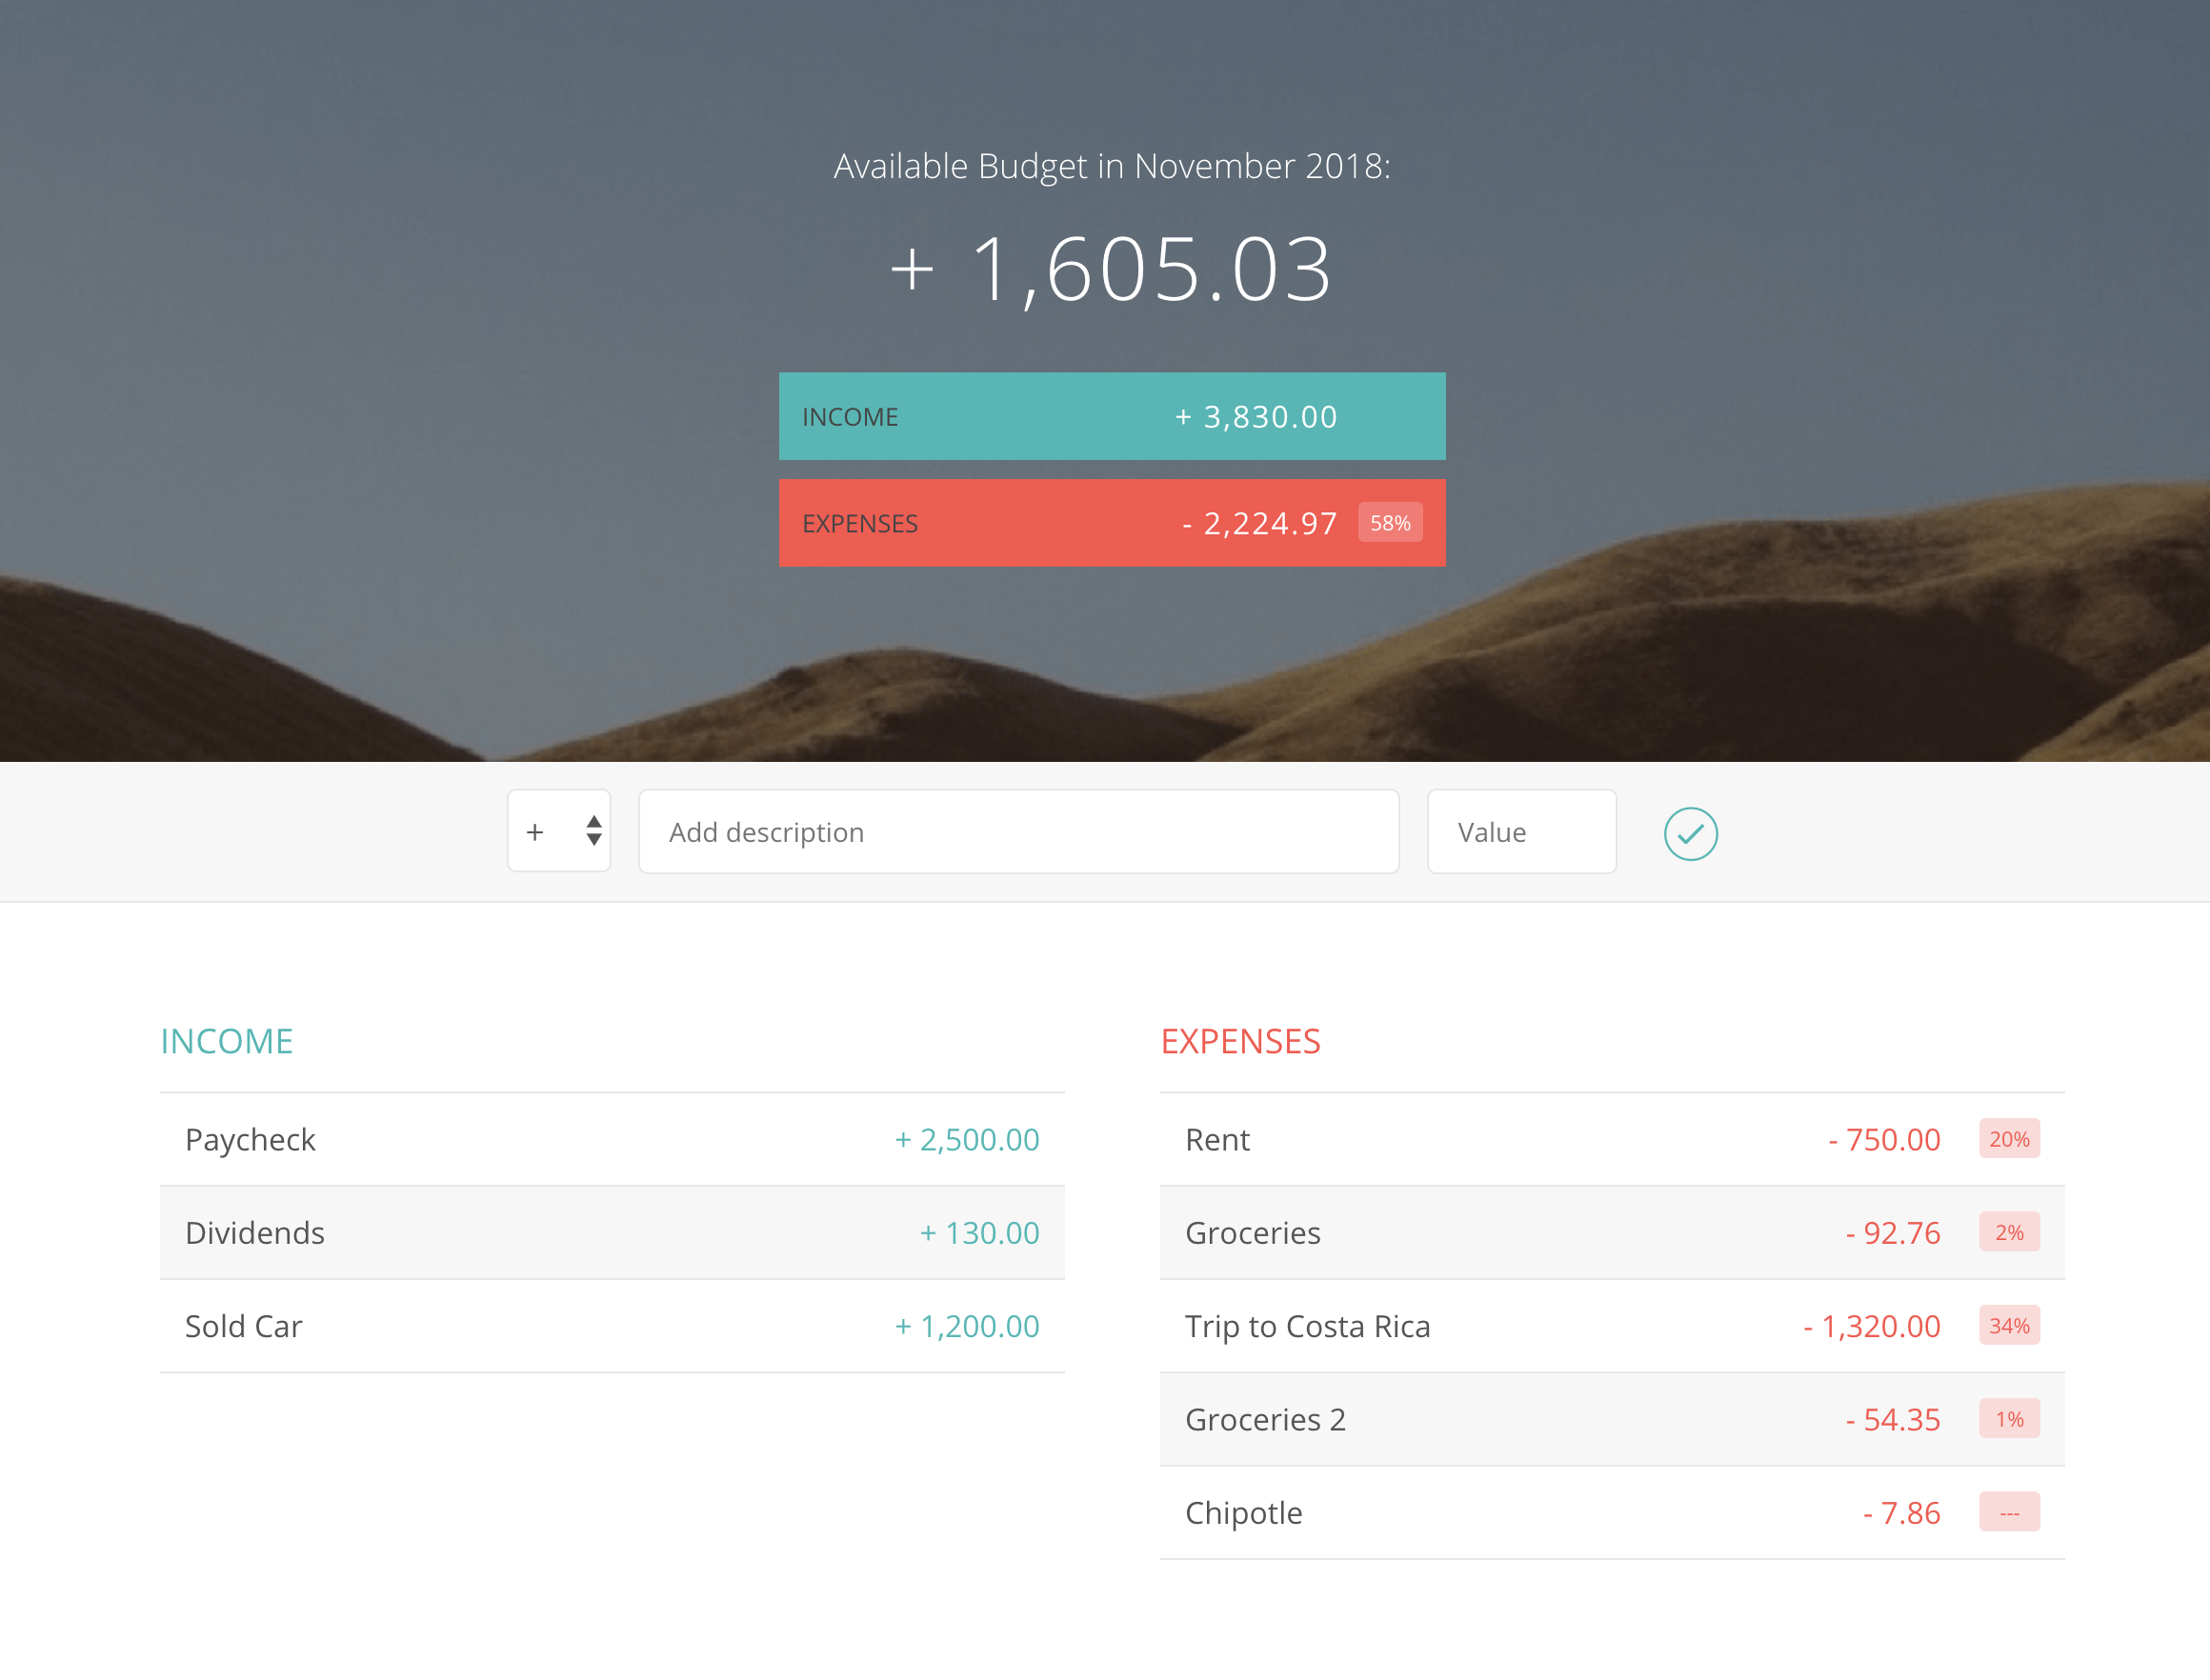 Available Budget in November 2018:
+ 1,605.03
INCOME + 3,830.00
EXPENSES - 2,224.97 58%
+ Add description Value
INCOME
Paycheck + 2,500.00
Dividends + 130.00
Sold Car + 1,200.00
EXPENSES
Rent - 750.00 20%
Groceries - 92.76 2%
Trip to Costa Rica - 1,320.00 34%
Groceries 2 - 54.35 1%
Chipotle - 7.86 ---